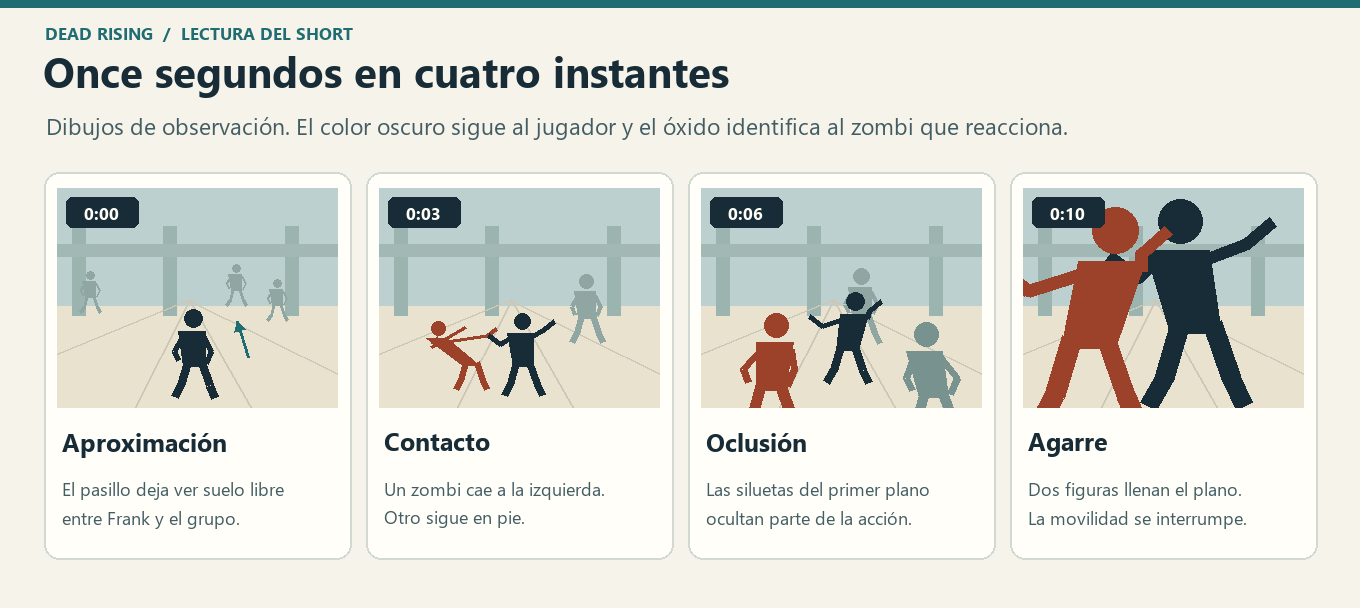 DEAD RISING / LECTURA DEL SHORT
Once segundos en cuatro instantes
Dibujos de observación. El color oscuro sigue al jugador y el óxido identifica al zombi que reacciona.
0:00
Aproximación
El pasillo deja ver suelo libre
entre Frank y el grupo.
0:03
Contacto
Un zombi cae a la izquierda.
Otro sigue en pie.
0:06
Oclusión
Las siluetas del primer plano
ocultan parte de la acción.
0:10
Agarre
Dos figuras llenan el plano.
La movilidad se interrumpe.